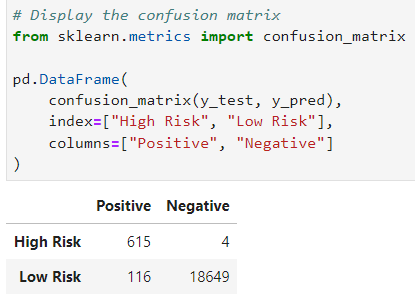 # Display the confusion matrix
from sklearn.metrics import confusion_matrix
pd.DataFrame(
confusion_matrix(y_test, y_pred),
index=["High Risk", "Low Risk"],
columns=["Positive", "Negative"]
)
Positive Negative
High Risk 615 4
Low Risk 116 18649